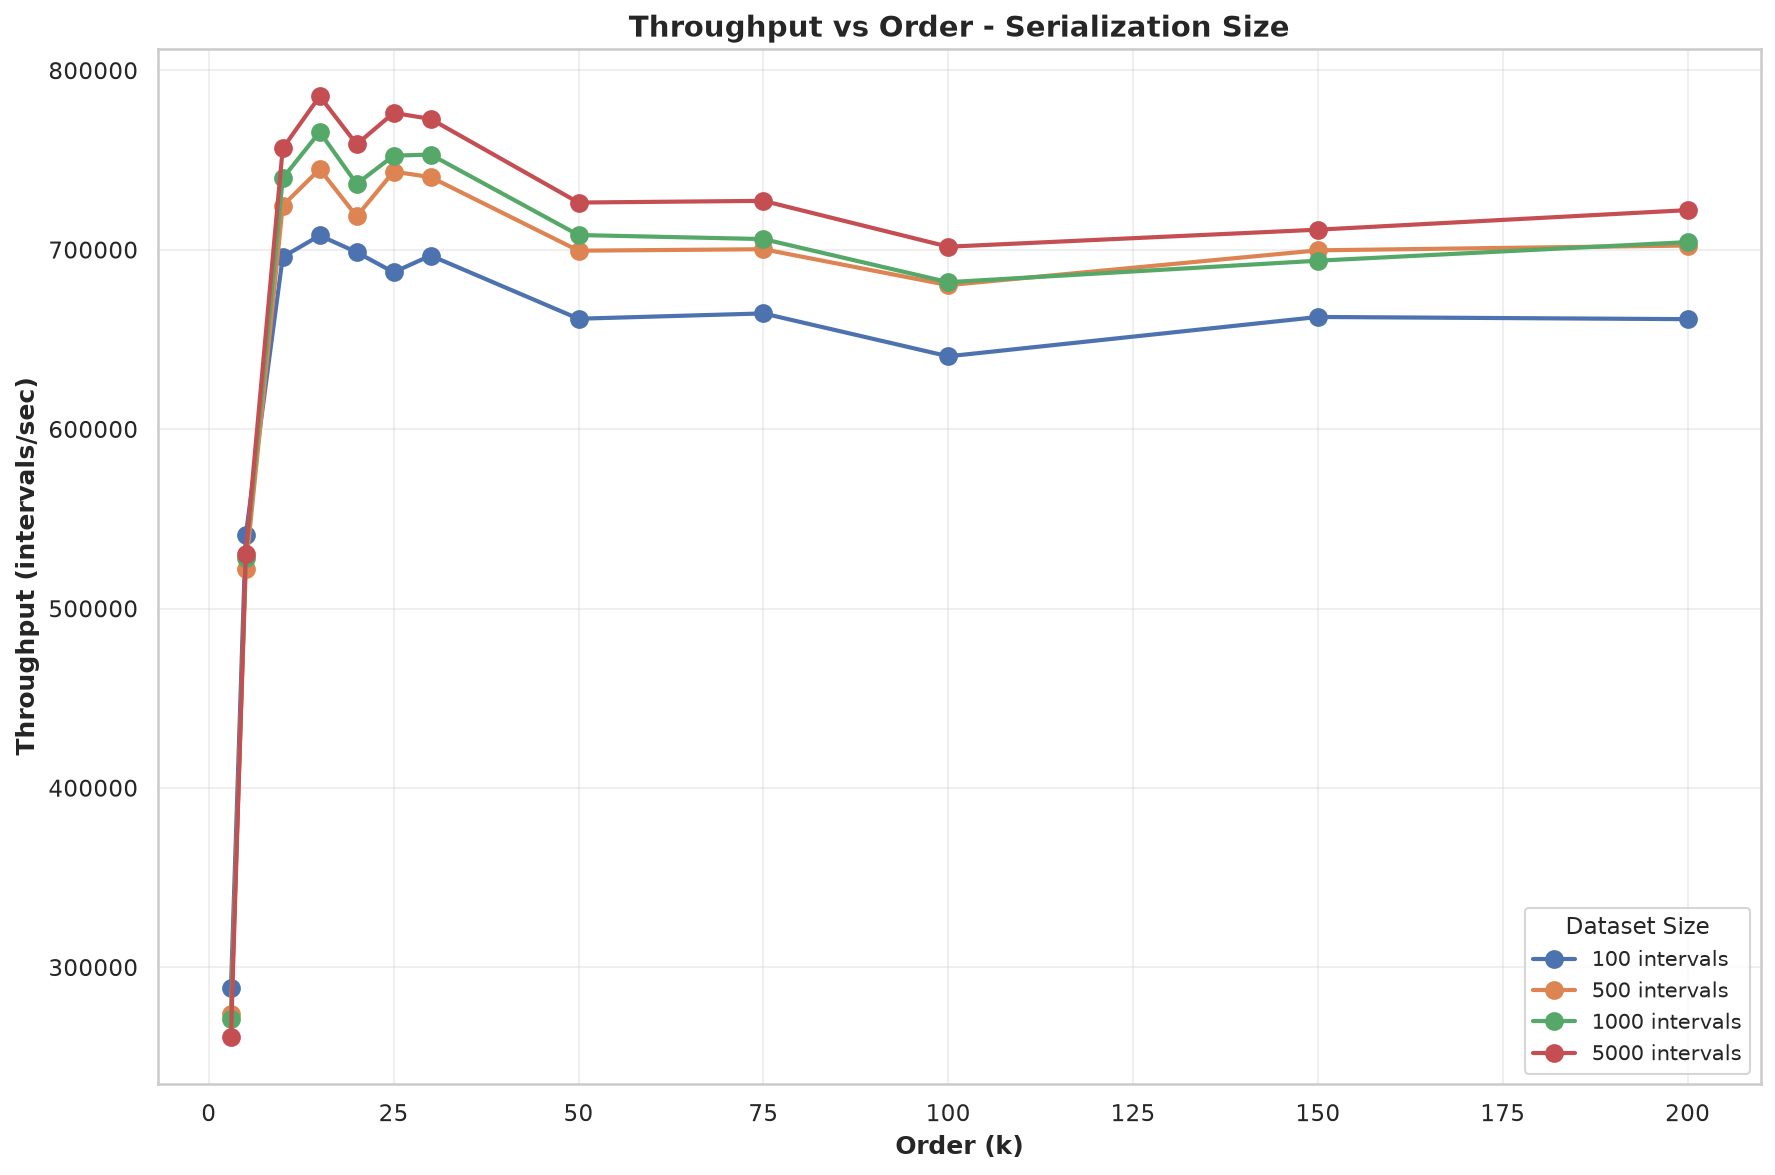 Throughput vs Order - Serialization Size
Throughput (intervals/sec)
800000
700000
600000
500000
400000
300000
0 25 50 75 100 125 150 175 200
Order (k)
Dataset Size
100 intervals
500 intervals
1000 intervals
5000 intervals